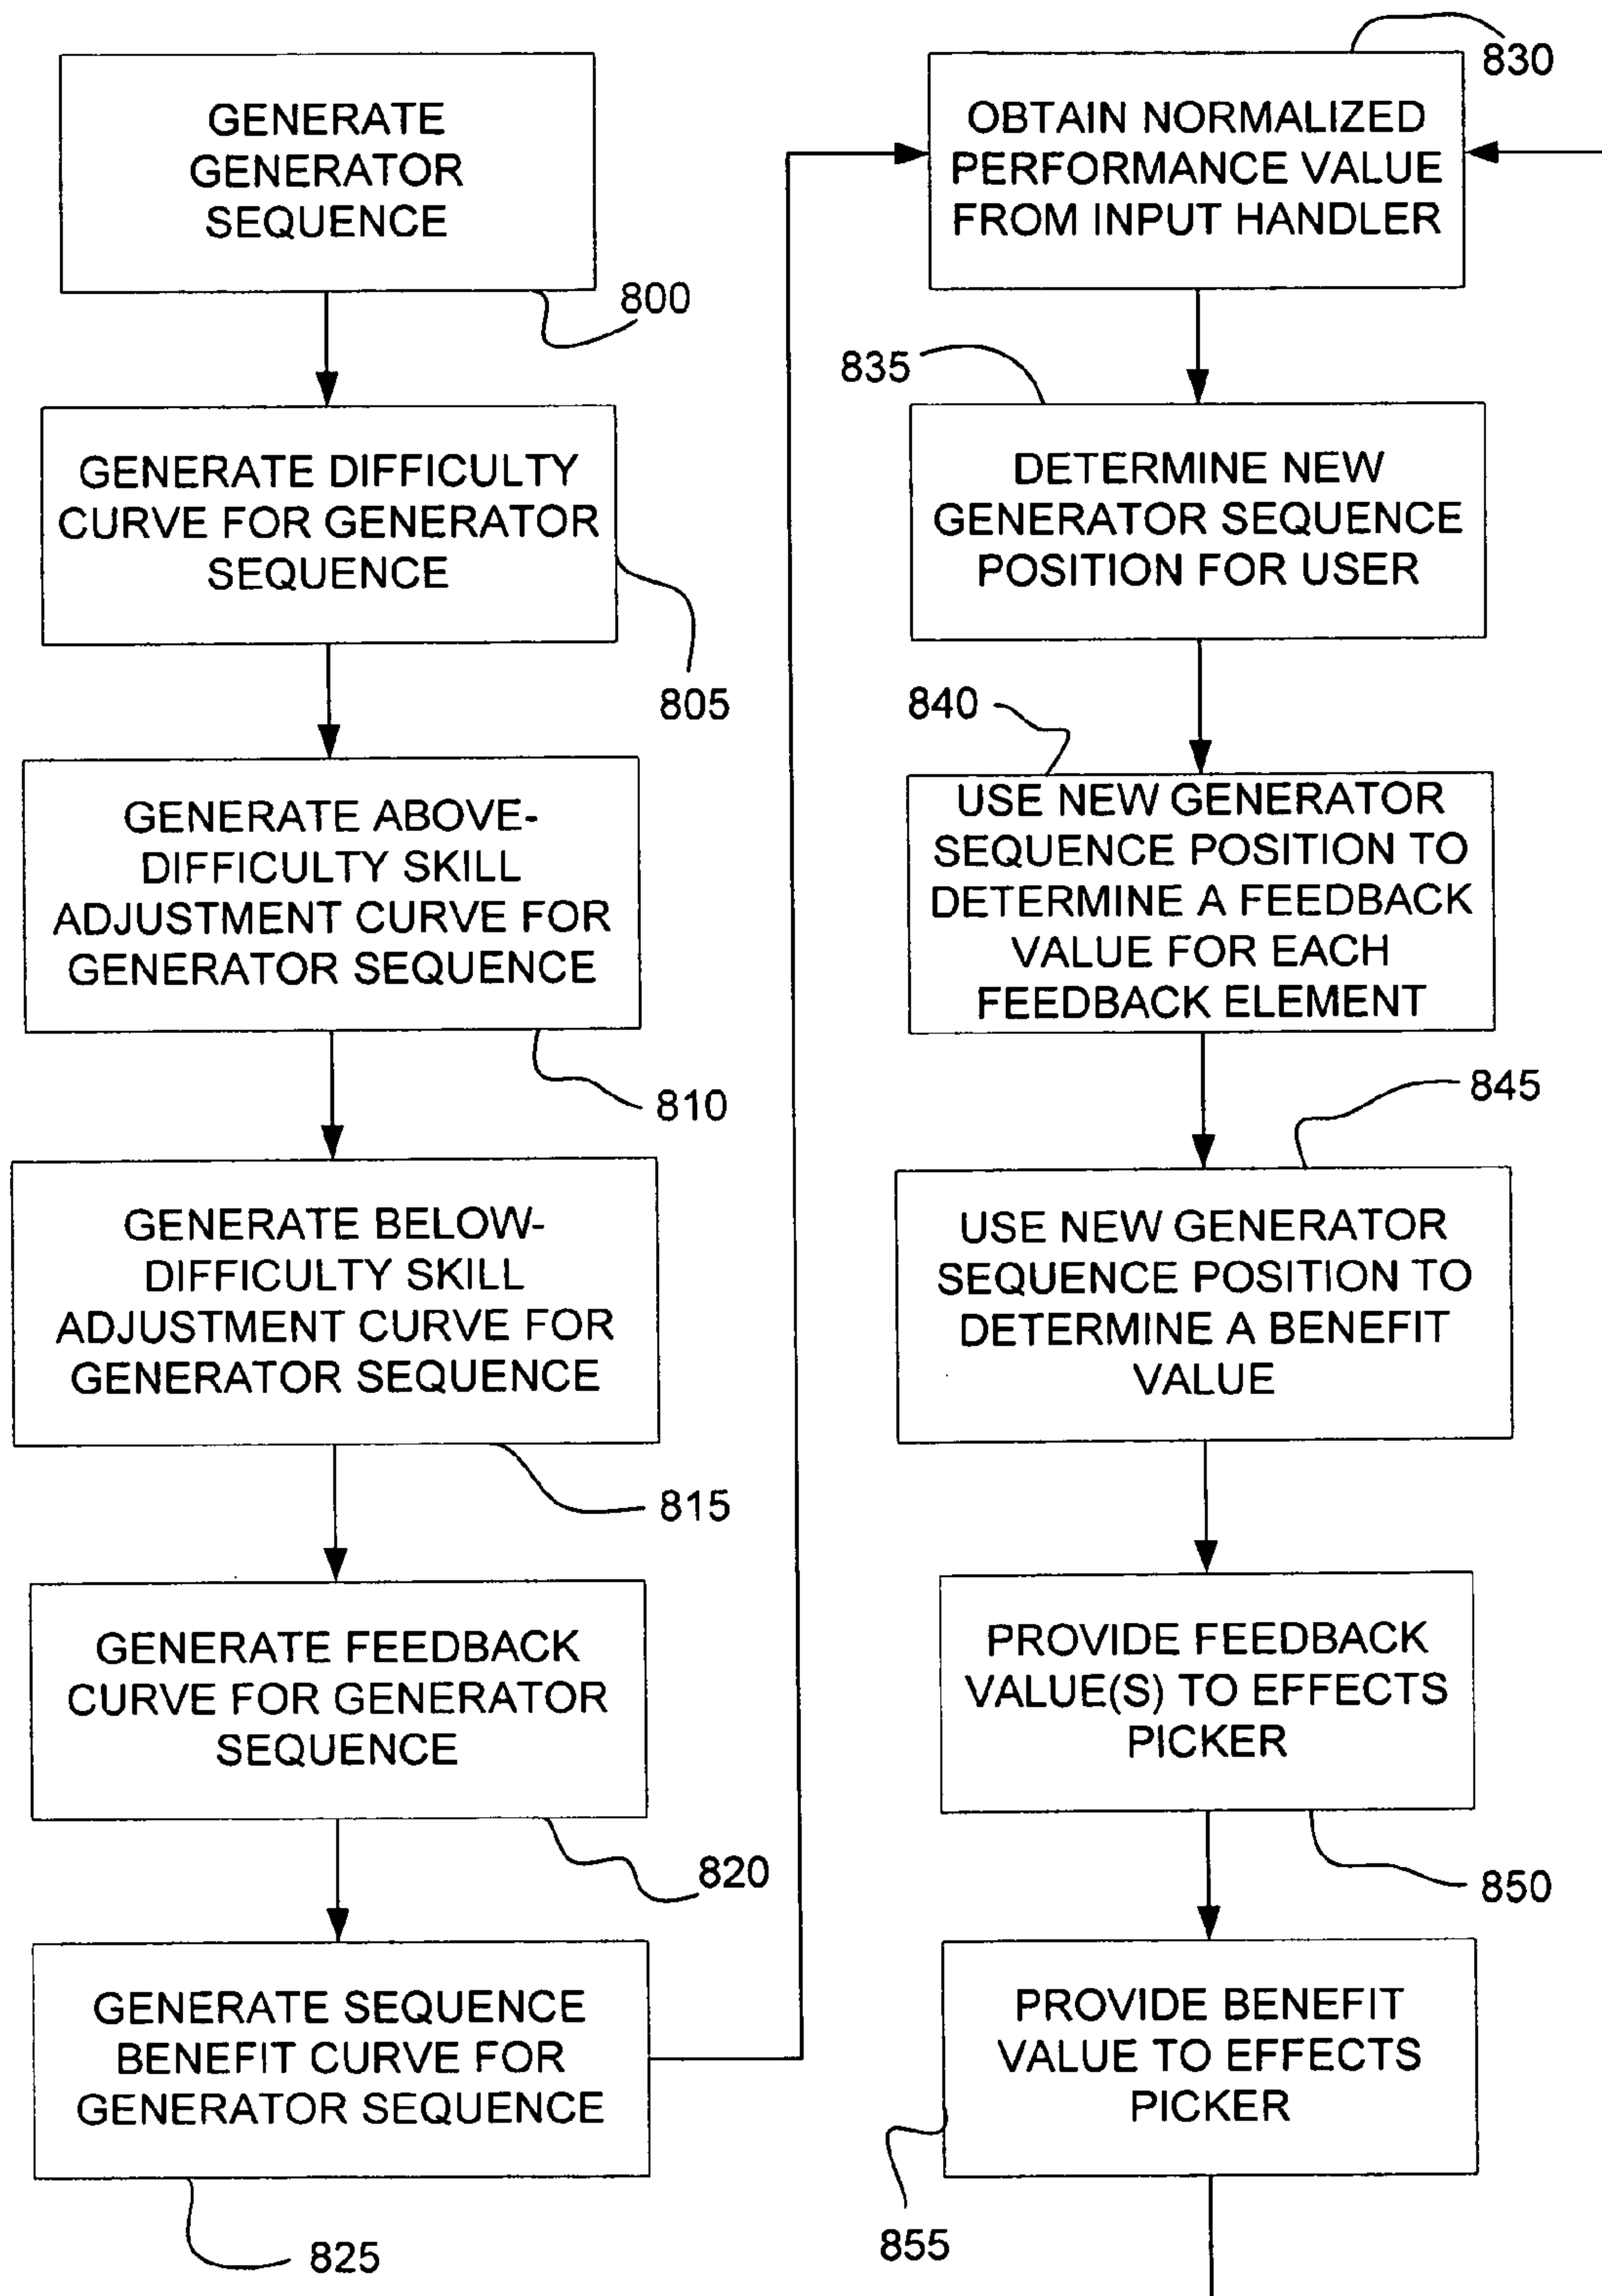 GENERATE
GENERATOR
SEQUENCE
800
GENERATE DIFFICULTY
CURVE FOR GENERATOR
SEQUENCE
805
GENERATE ABOVE-
DIFFICULTY SKILL
ADJUSTMENT CURVE FOR
GENERATOR SEQUENCE
810
GENERATE BELOW-
DIFFICULTY SKILL
ADJUSTMENT CURVE FOR
GENERATOR SEQUENCE
815
GENERATE FEEDBACK
CURVE FOR GENERATOR
SEQUENCE
820
GENERATE SEQUENCE
BENEFIT CURVE FOR
GENERATOR SEQUENCE
825
830
OBTAIN NORMALIZED
PERFORMANCE VALUE
FROM INPUT HANDLER
835
DETERMINE NEW
GENERATOR SEQUENCE
POSITION FOR USER
840
USE NEW GENERATOR
SEQUENCE POSITION TO
DETERMINE A FEEDBACK
VALUE FOR EACH
FEEDBACK ELEMENT
845
USE NEW GENERATOR
SEQUENCE POSITION TO
DETERMINE A BENEFIT
VALUE
PROVIDE FEEDBACK
VALUE(S) TO EFFECTS
PICKER
850
PROVIDE BENEFIT
VALUE TO EFFECTS
PICKER
855